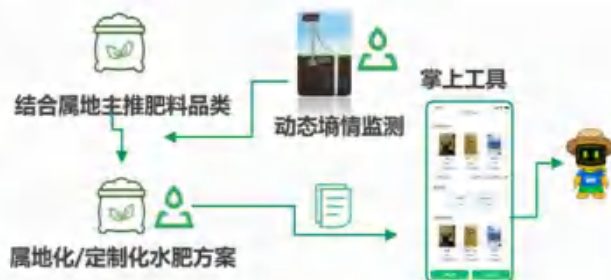 掌上工具
结合属地主推肥料品类
动态墒情监测
属地化/定制化水肥方案